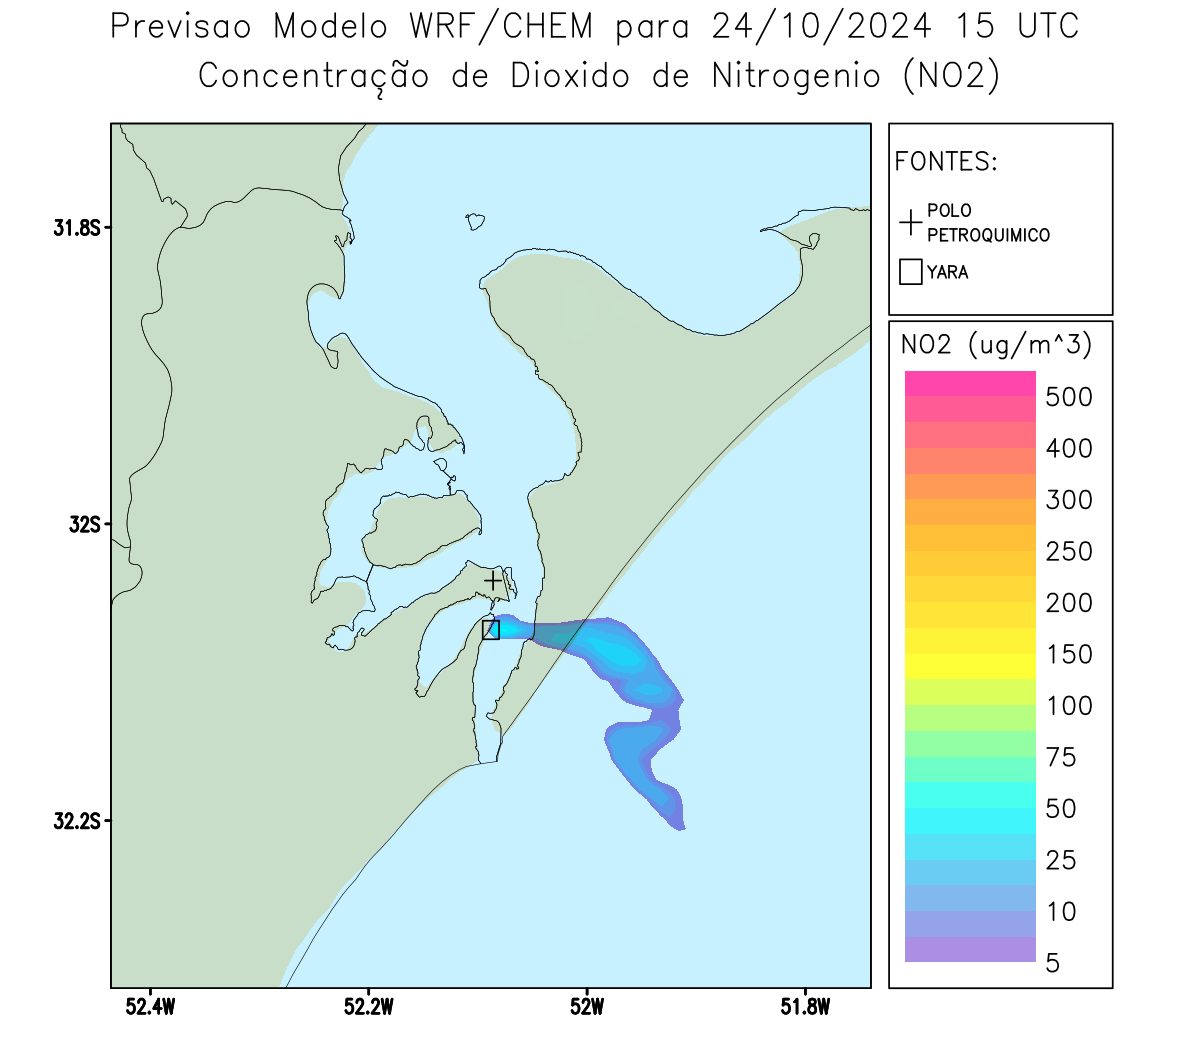 Previsao Modelo WRF/CHEM para 24/10/2024 15 UTC
Concentração de Dioxido de Nitrogenio (NO2)
FONTES:
POLO
PETROQUIMICO
YARA
NO2 (ug/m^3)
500
400
300
250
200
150
100
75
50
25
10
5
31.8S
32S
32.2S
52.4W
52.2W
52W
51.8W